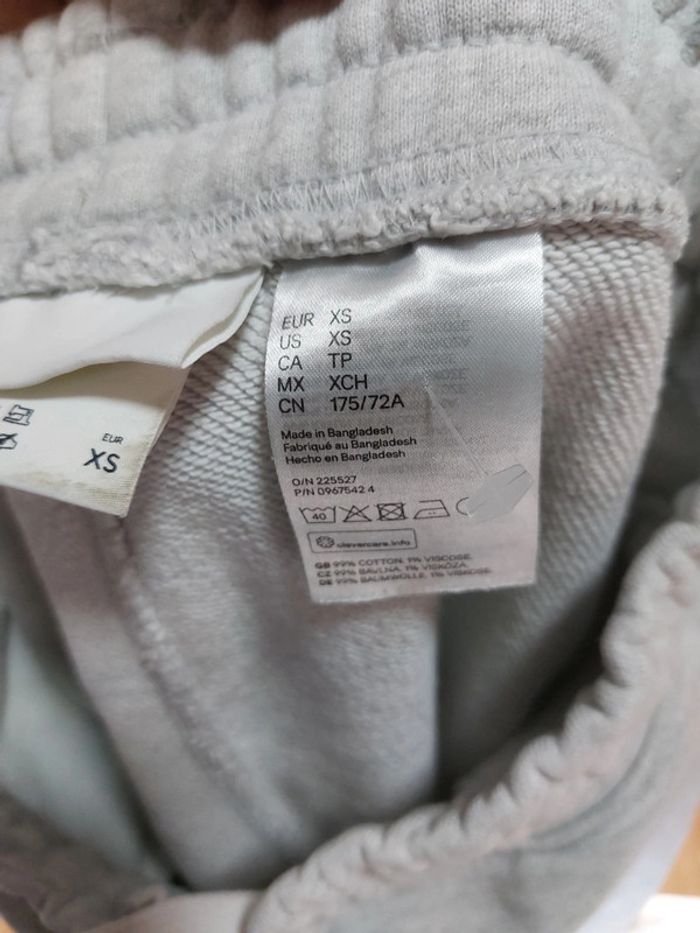 EUR XS
US XS
CA TP
MX XCH
CN 175/72A
Made in Bangladesh
Fabriqué au Bangladesh
Hecho en Bangladesh
O/N 225527
P/N 0967542 4
40
clevercare.info
GB 99% COTTON, 1% VISCOSE,
CZ 99% BAVLNA, 1% VISKÓZA,
DE 99% BAUMWOLLE, 1% VISKOSE,
EUR
XS